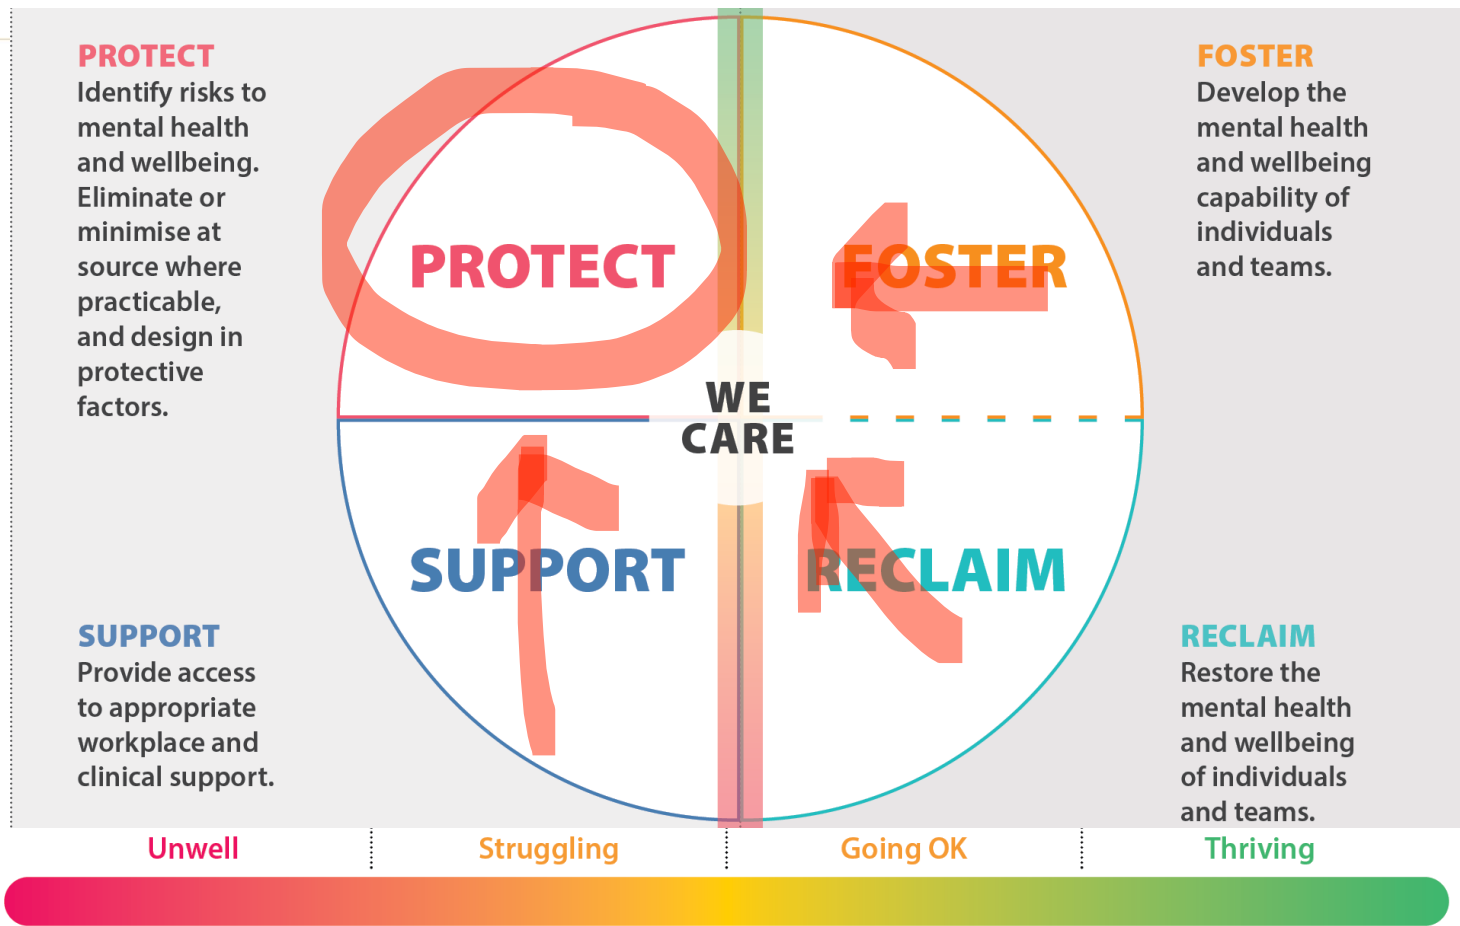 PROTECT
Identify risks to
mental health
and wellbeing.
Eliminate or
minimise at
source where
practicable,
and design in
protective
factors.
FOSTER
Develop the
mental health
and wellbeing
capability of
individuals
and teams.
PROTECT
FOSTER
WE
CARE
SUPPORT
RECLAIM
SUPPORT
Provide access
to appropriate
workplace and
clinical support.
RECLAIM
Restore the
mental health
and wellbeing
of individuals
and teams.
Unwell
Struggling
Going OK
Thriving